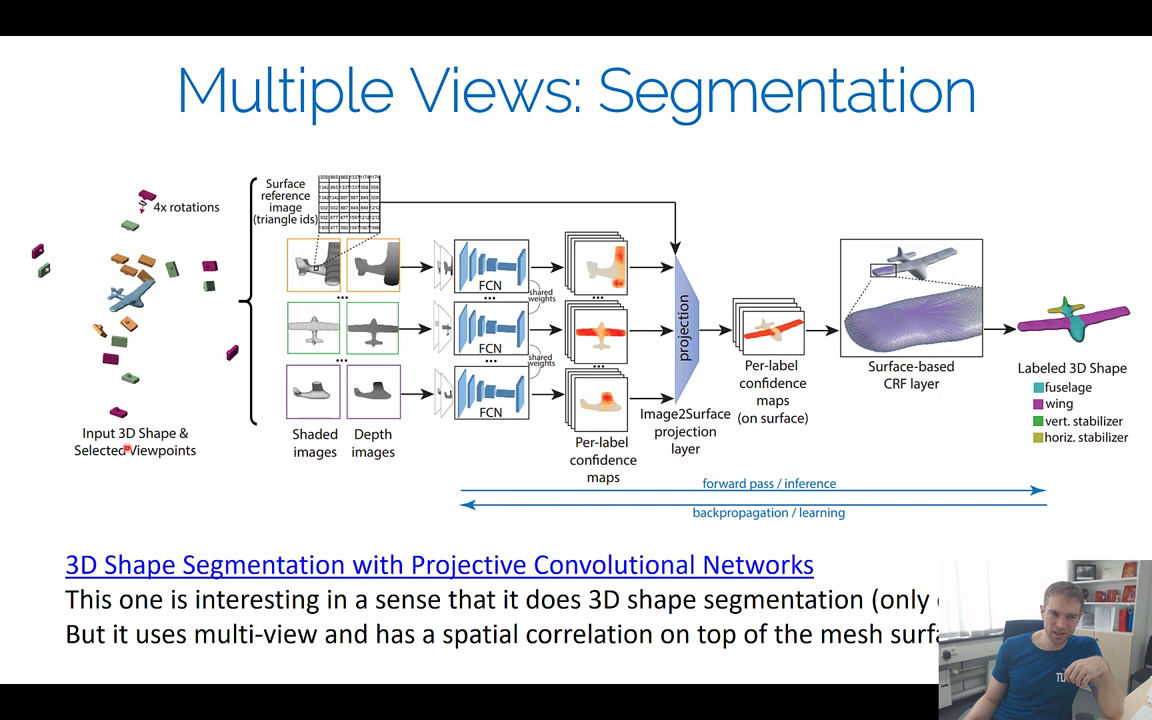 Multiple Views: Segmentation
4x rotations
Input 3D Shape &
Selected Viewpoints
Surface
reference
image
(triangle ids)
Shaded
images
Depth
images
FCN
FCN
FCN
shared
weights
shared
weights
Per-label
confidence
maps
projection
Image2Surface
projection
layer
Per-label
confidence
maps
(on surface)
Surface-based
CRF layer
Labeled 3D Shape
fuselage
wing
vert. stabilizer
horiz. stabilizer
forward pass / inference
backpropagation / learning
3D Shape Segmentation with Projective Convolutional Networks
This one is interesting in a sense that it does 3D shape segmentation (only
But it uses multi-view and has a spatial correlation on top of the mesh